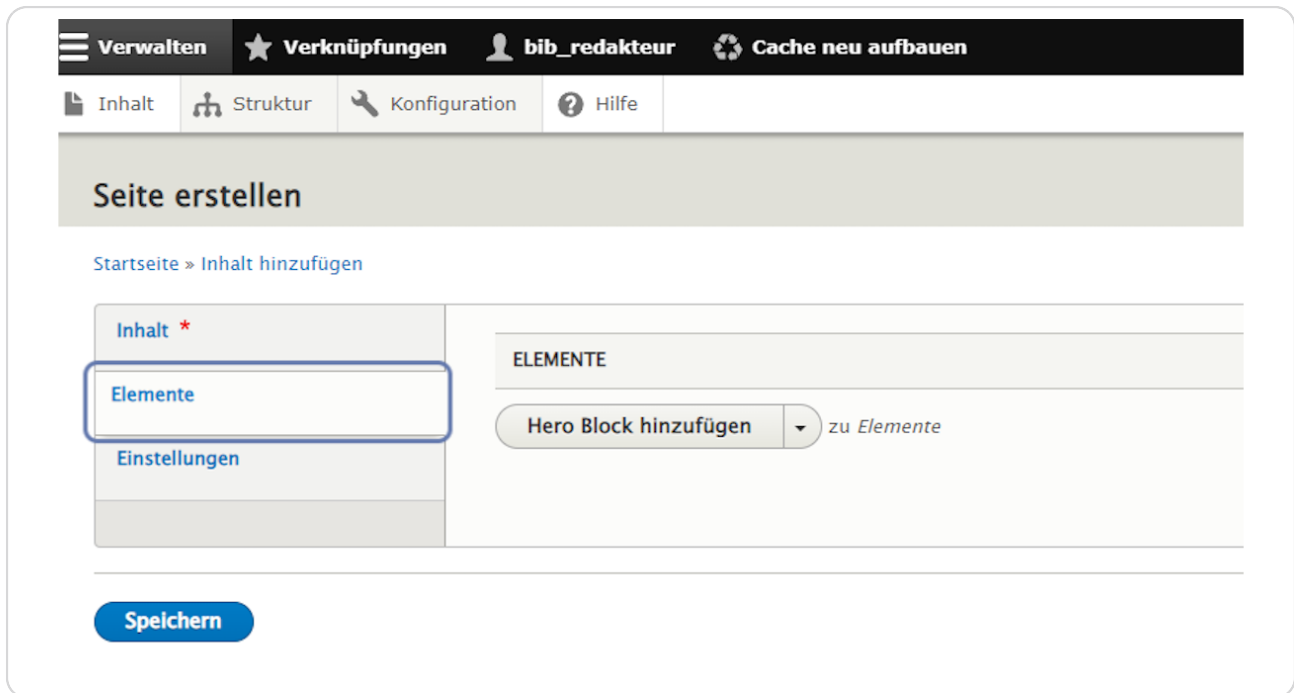 Verwalten Verknüpfungen bib_redakteur Cache neu aufbauen
Inhalt Struktur Konfiguration Hilfe
Seite erstellen
Startseite » Inhalt hinzufügen
Inhalt *
Elemente
Einstellungen
ELEMENTE
Hero Block hinzufügen zu Elemente
Speichern